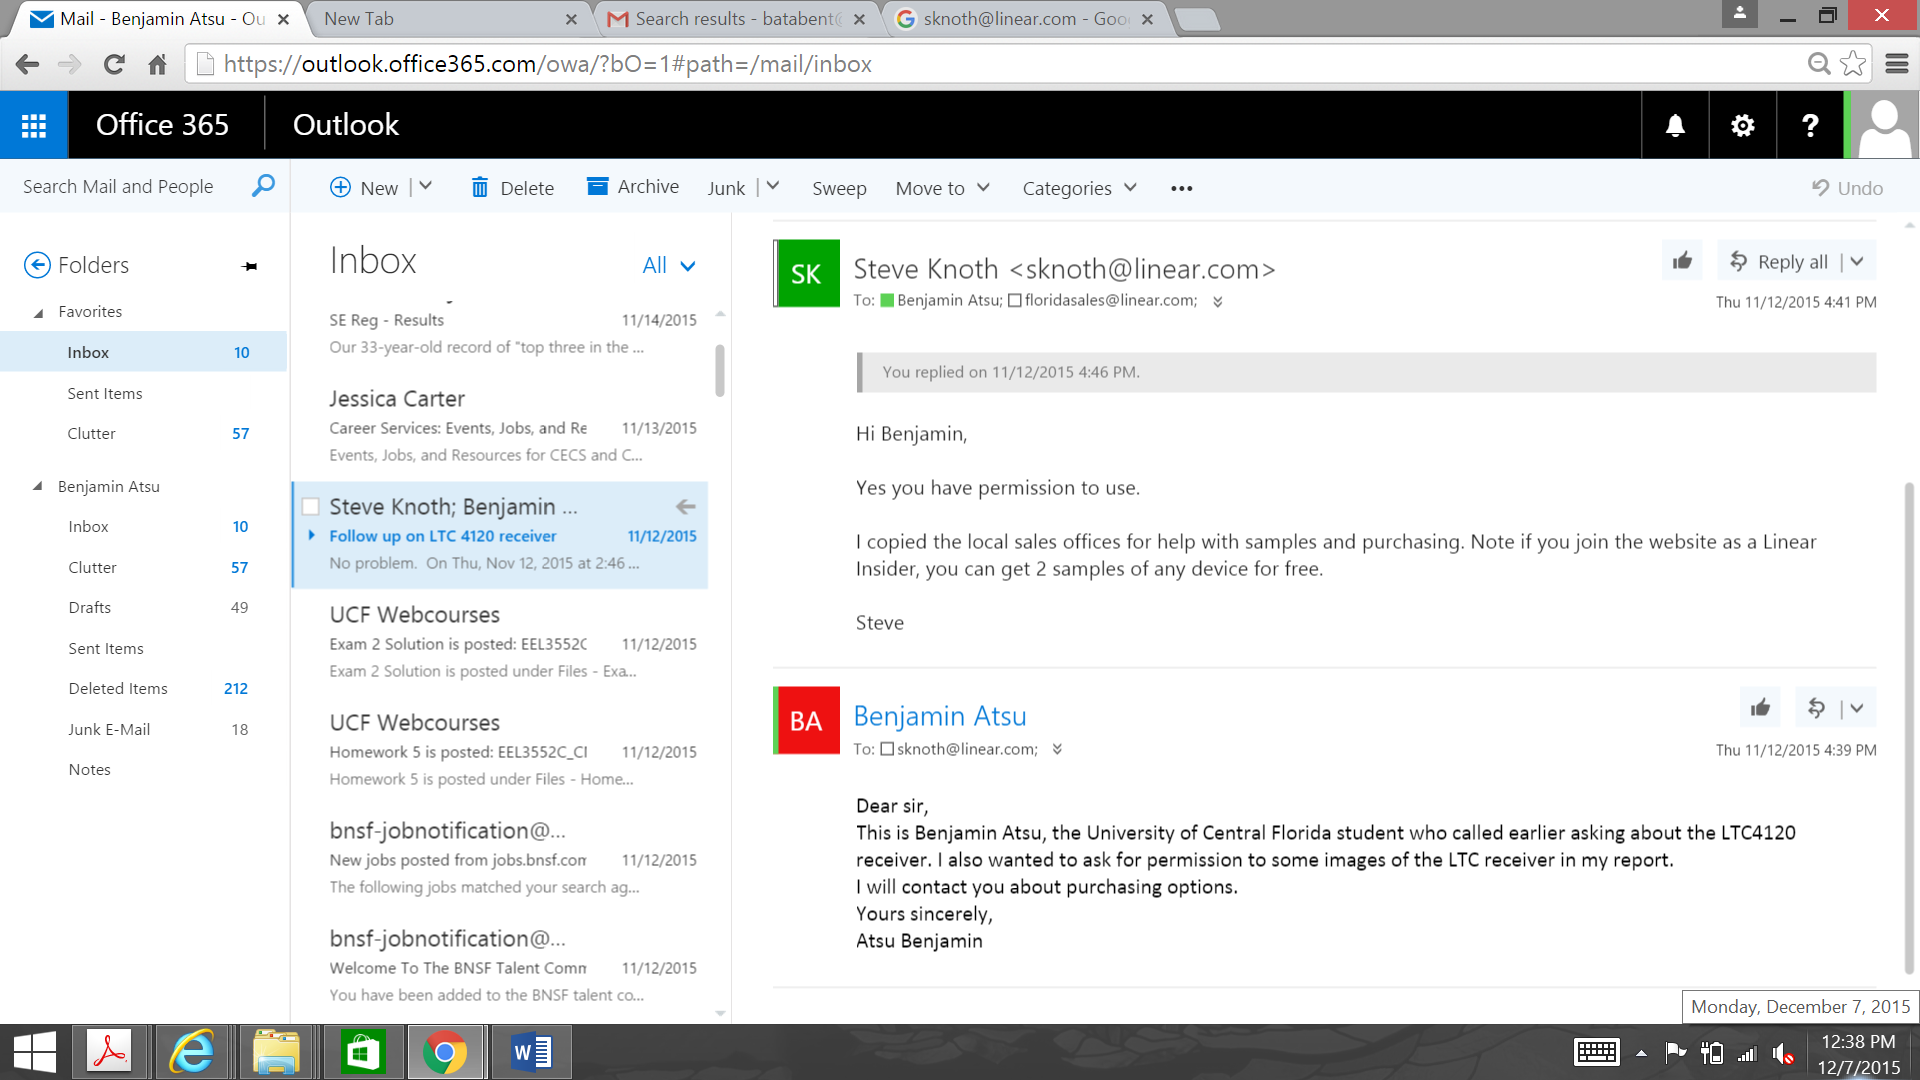 Mail - Benjamin Atsu - Ou
New Tab
Search results - batabent@
sknoth@linear.com - Goo
https://outlook.office365.com/owa/?bO=1#path=/mail/inbox
Office 365
Outlook
?
Search Mail and People
New
Delete
Archive
Junk
Sweep
Move to
Categories
•••
Undo
Folders
Favorites
Inbox 10
Sent Items
Clutter 57
Benjamin Atsu
Inbox 10
Clutter 57
Drafts 49
Sent Items
Deleted Items 212
Junk E-Mail 18
Notes
Inbox
All
SE Reg - Results 11/14/2015
Our 33-year-old record of "top three in the ...
Jessica Carter
Career Services: Events, Jobs, and Re 11/13/2015
Events, Jobs, and Resources for CECS and C...
Steve Knoth; Benjamin ...
Follow up on LTC 4120 receiver 11/12/2015
No problem. On Thu, Nov 12, 2015 at 2:46 ...
UCF Webcourses
Exam 2 Solution is posted: EEL3552C 11/12/2015
Exam 2 Solution is posted under Files - Exa...
UCF Webcourses
Homework 5 is posted: EEL3552C_CI 11/12/2015
Homework 5 is posted under Files - Home...
bnsf-jobnotification@...
New jobs posted from jobs.bnsf.com 11/12/2015
The following jobs matched your search ag...
bnsf-jobnotification@...
Welcome To The BNSF Talent Comm 11/12/2015
You have been added to the BNSF talent co...
SK
Steve Knoth <sknoth@linear.com>
To: Benjamin Atsu; floridasales@linear.com;
Reply all
Thu 11/12/2015 4:41 PM
You replied on 11/12/2015 4:46 PM.
Hi Benjamin,
Yes you have permission to use.
I copied the local sales offices for help with samples and purchasing. Note if you join the website as a Linear
Insider, you can get 2 samples of any device for free.
Steve
BA
Benjamin Atsu
To: sknoth@linear.com;
Thu 11/12/2015 4:39 PM
Dear sir,
This is Benjamin Atsu, the University of Central Florida student who called earlier asking about the LTC4120
receiver. I also wanted to ask for permission to some images of the LTC receiver in my report.
I will contact you about purchasing options.
Yours sincerely,
Atsu Benjamin
Monday, December 7, 2015
12:38 PM
12/7/2015